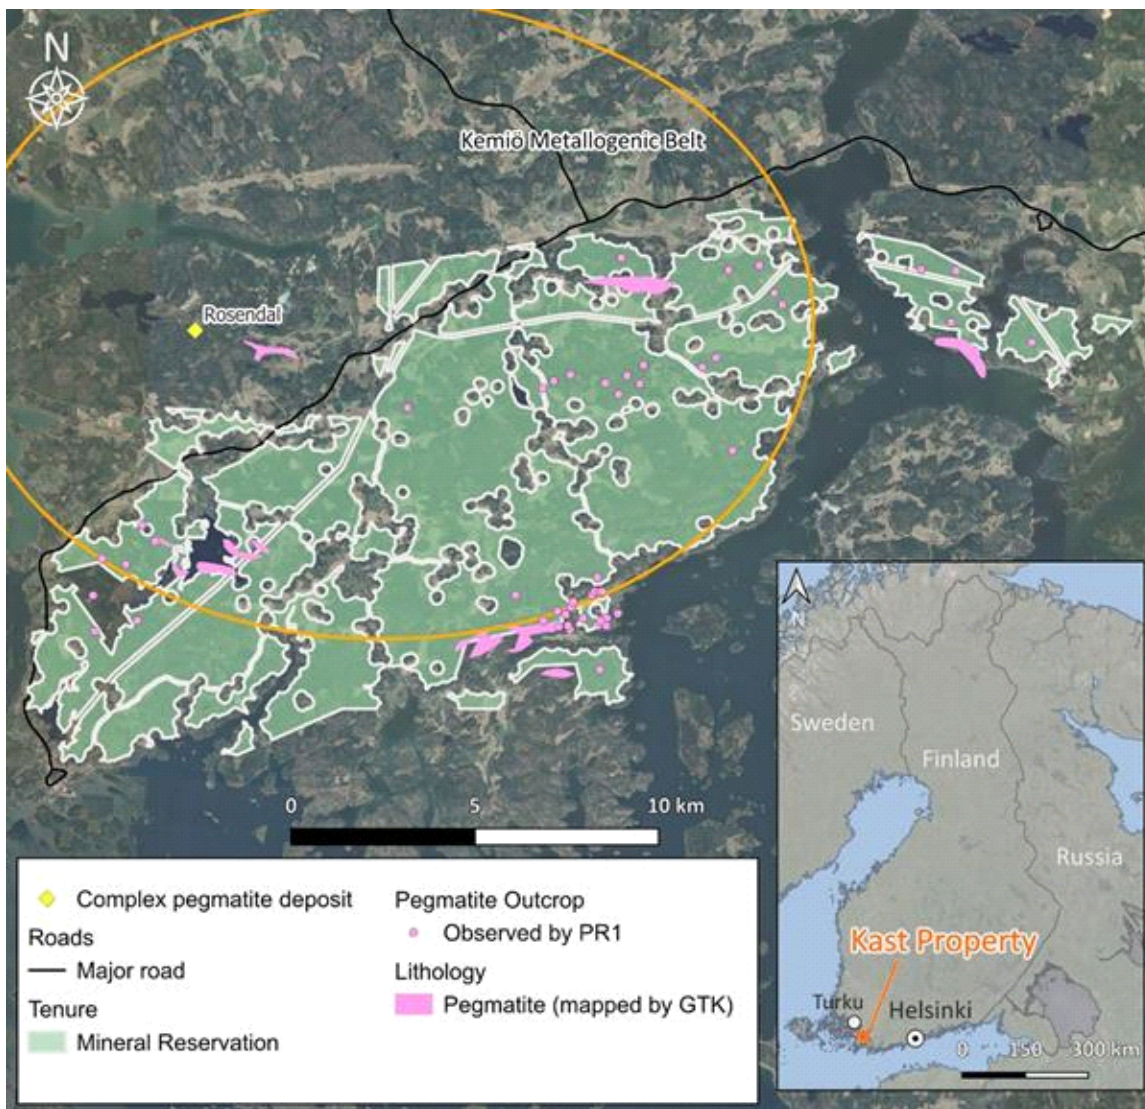 N
Kemiö Metallogenic Belt
Rosendal
0 5 10 km
Complex pegmatite deposit
Roads
Major road
Tenure
Mineral Reservation
Pegmatite Outcrop
Observed by PR1
Lithology
Pegmatite (mapped by GTK)
N
Sweden
Finland
Russia
Kast Property
Turku
Helsinki
0 150 300 km